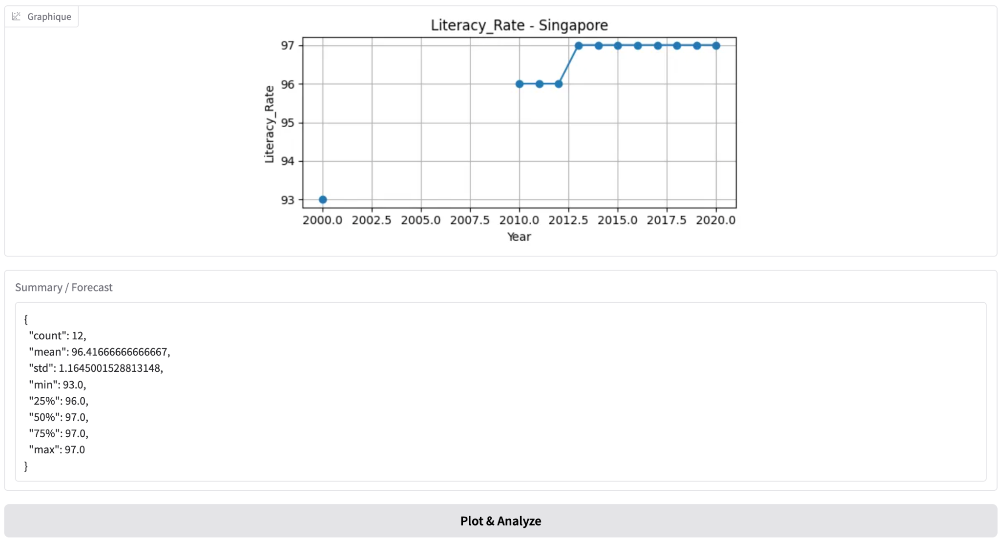 Graphique
Literacy_Rate - Singapore
97
96
95
94
93
Literacy_Rate
2000.0 2002.5 2005.0 2007.5 2010.0 2012.5 2015.0 2017.5 2020.0
Year
Summary / Forecast
{
"count": 12,
"mean": 96.41666666666667,
"std": 1.1645001528813148,
"min": 93.0,
"25%": 96.0,
"50%": 97.0,
"75%": 97.0,
"max": 97.0
}
Plot & Analyze